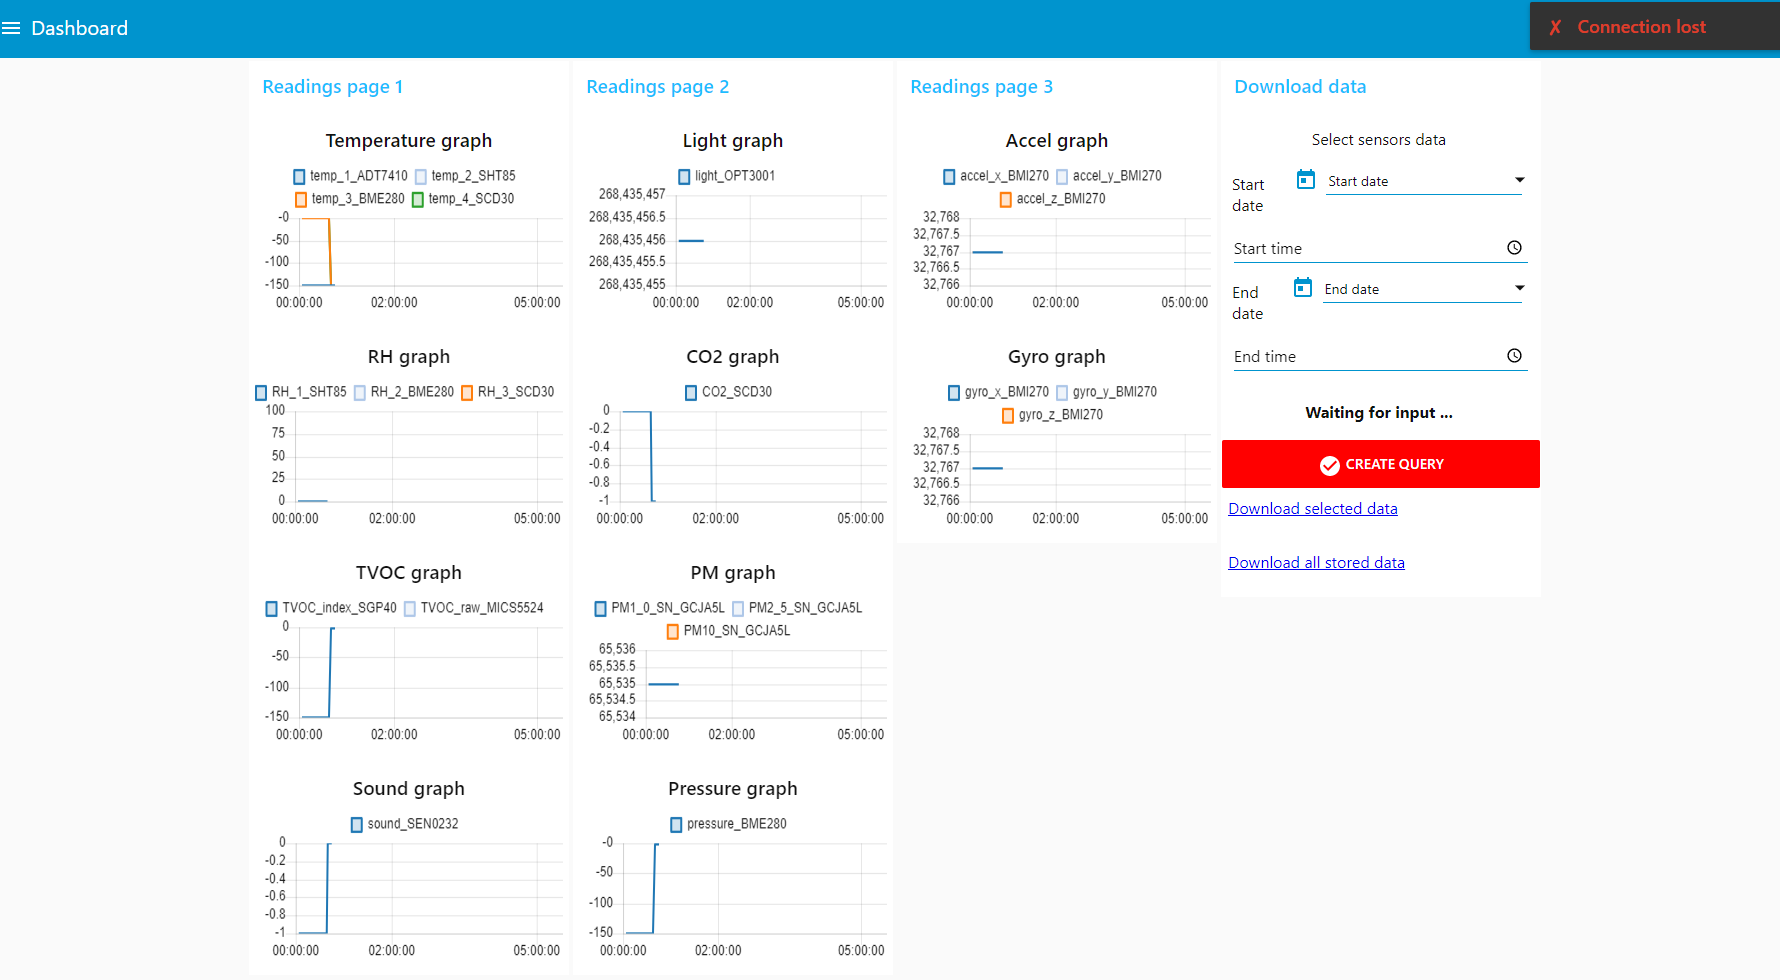 Dashboard
✗ Connection lost
Readings page 1
Temperature graph
temp_1_ADT7410 temp_2_SHT85
temp_3_BME280 temp_4_SCD30
-0
-50
-100
-150
00:00:00 02:00:00 05:00:00
RH graph
RH_1_SHT85 RH_2_BME280 RH_3_SCD30
100
75
50
25
0
00:00:00 02:00:00 05:00:00
TVOC graph
TVOC_index_SGP40 TVOC_raw_MICS5524
0
-50
-100
-150
00:00:00 02:00:00 05:00:00
Sound graph
sound_SEN0232
0
-0.2
-0.4
-0.6
-0.8
-1
00:00:00 02:00:00 05:00:00
Readings page 2
Light graph
light_OPT3001
268,435,457
268,435,456.5
268,435,456
268,435,455.5
268,435,455
00:00:00 02:00:00 05:00:00
CO2 graph
CO2_SCD30
0
-0.2
-0.4
-0.6
-0.8
-1
00:00:00 02:00:00 05:00:00
PM graph
PM1_0_SN_GCJA5L PM2_5_SN_GCJA5L
PM10_SN_GCJA5L
65,536
65,535.5
65,535
65,534.5
65,534
00:00:00 02:00:00 05:00:00
Pressure graph
pressure_BME280
-0
-50
-100
-150
00:00:00 02:00:00 05:00:00
Readings page 3
Accel graph
accel_x_BMI270 accel_y_BMI270
accel_z_BMI270
32,768
32,767.5
32,767
32,766.5
32,766
00:00:00 02:00:00 05:00:00
Gyro graph
gyro_x_BMI270 gyro_y_BMI270
gyro_z_BMI270
32,768
32,767.5
32,767
32,766.5
32,766
00:00:00 02:00:00 05:00:00
Download data
Select sensors data
Start
date
Start date
Start time
End
date
End date
End time
Waiting for input ...
CREATE QUERY
Download selected data
Download all stored data